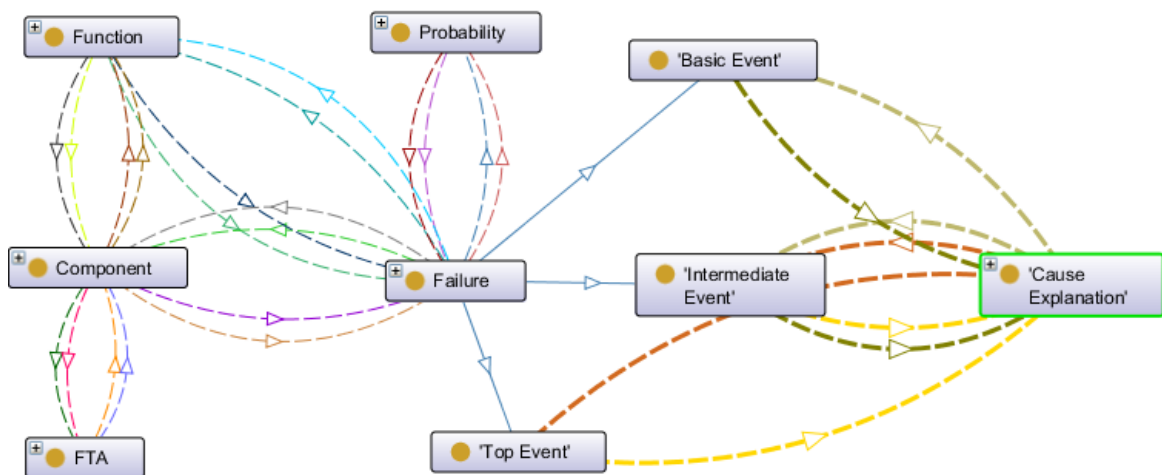 Function
Probability
'Basic Event'
Component
Failure
'Intermediate
Event'
'Cause
Explanation'
'Top Event'
FTA